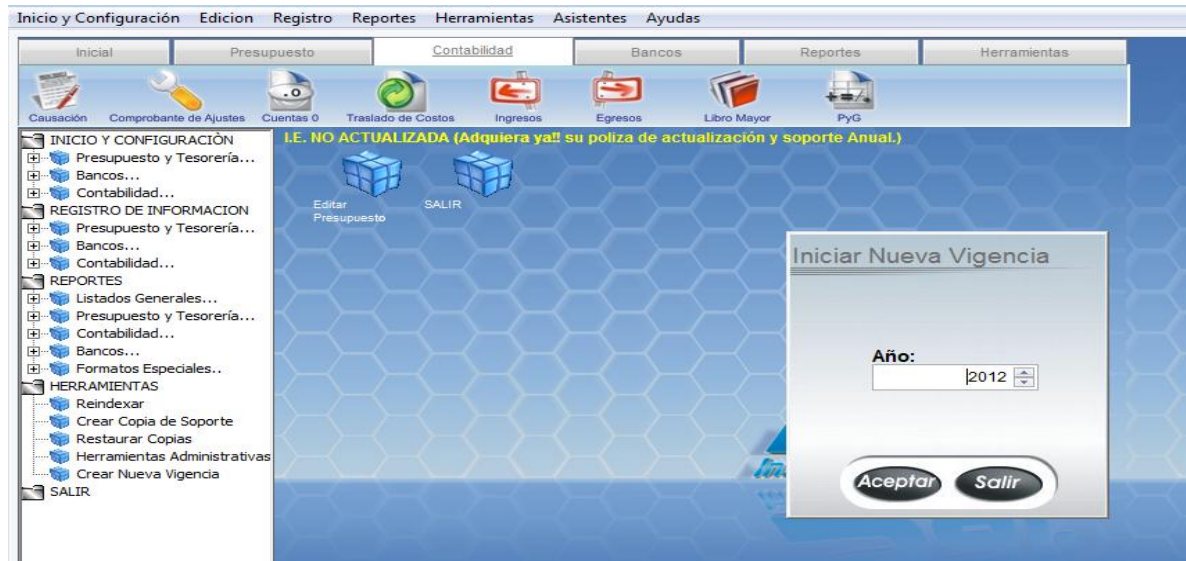 Inicio y Configuración Edicion Registro Reportes Herramientas Asistentes Ayudas
Inicial Presupuesto Contabilidad Bancos Reportes Herramientas
Causación Comprobante de Ajustes Cuentas 0 Traslado de Costos Ingresos Egresos Libro Mayor PyG
I.E. NO ACTUALIZADA (Adquiera ya!! su poliza de actualización y soporte Anual.)
INICIO Y CONFIGURACIÒN
Presupuesto y Tesorería...
Bancos...
Contabilidad...
REGISTRO DE INFORMACION
Presupuesto y Tesorería...
Bancos...
Contabilidad...
REPORTES
Listados Generales...
Presupuesto y Tesorería...
Contabilidad...
Bancos...
Formatos Especiales..
HERRAMIENTAS
Reindexar
Crear Copia de Soporte
Restaurar Copias
Herramientas Administrativas
Crear Nueva Vigencia
SALIR
Editar
Presupuesto
SALIR
Iniciar Nueva Vigencia
Año:
2012
Aceptar Salir